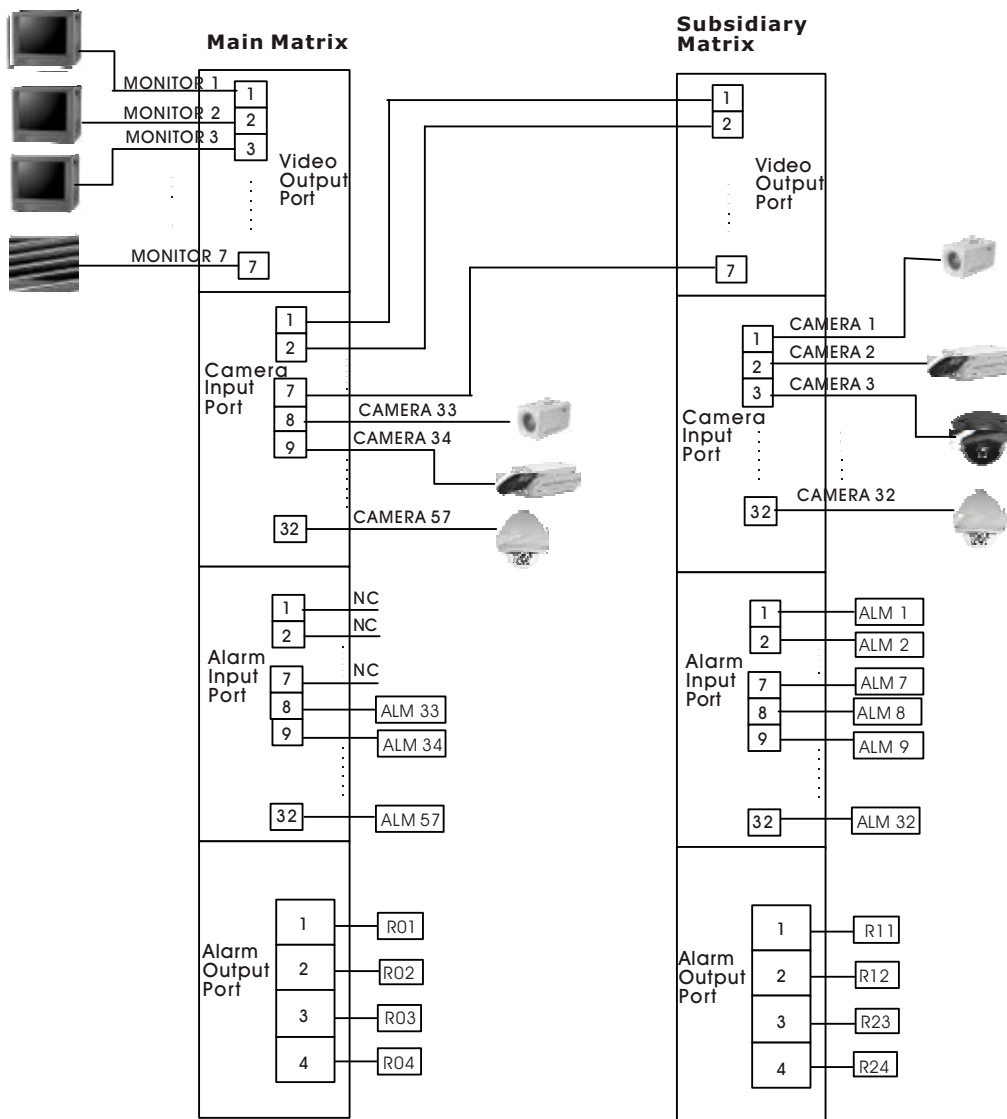 Main Matrix
MONITOR 1
1
MONITOR 2
2
MONITOR 3
3
Video
Output
Port
MONITOR 7
7
1
2
Camera
Input
Port
7
8
CAMERA 33
9
CAMERA 34
32
CAMERA 57
1
NC
2
NC
Alarm
Input
Port
7
NC
8
ALM 33
9
ALM 34
32
ALM 57
Alarm
Output
Port
1
R01
2
R02
3
R03
4
R04
Subsidiary
Matrix
1
2
Video
Output
Port
7
1
CAMERA 1
2
CAMERA 2
3
CAMERA 3
Camera
Input
Port
32
CAMERA 32
1
ALM 1
2
ALM 2
Alarm
Input
Port
7
ALM 7
8
ALM 8
9
ALM 9
32
ALM 32
Alarm
Output
Port
1
R11
2
R12
3
R23
4
R24